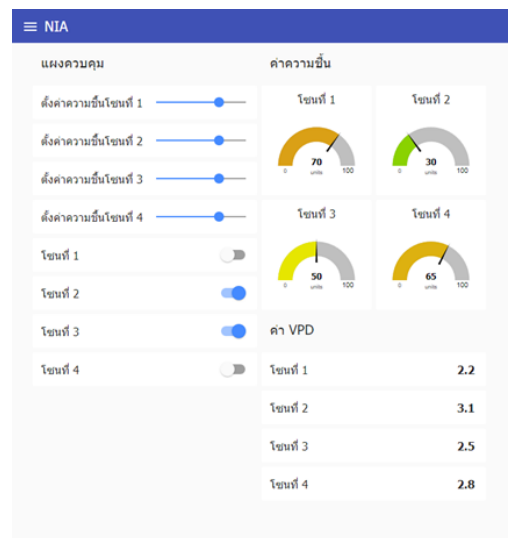 NIA
แผงควบคุม
ตั้งค่าความชื้นโซนที่ 1
ตั้งค่าความชื้นโซนที่ 2
ตั้งค่าความชื้นโซนที่ 3
ตั้งค่าความชื้นโซนที่ 4
โซนที่ 1
โซนที่ 2
โซนที่ 3
โซนที่ 4
ค่าความชื้น
โซนที่ 1
70
0 units 100
โซนที่ 2
30
0 units 100
โซนที่ 3
50
0 units 100
โซนที่ 4
65
0 units 100
ค่า VPD
โซนที่ 1 2.2
โซนที่ 2 3.1
โซนที่ 3 2.5
โซนที่ 4 2.8